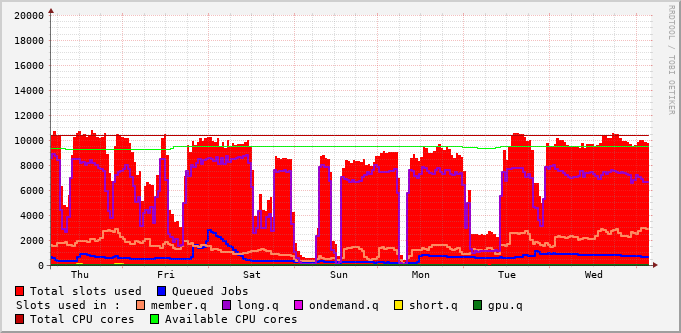 20000
18000
16000
14000
12000
10000
8000
6000
4000
2000
0
Thu Fri Sat Sun Mon Tue Wed
RRDTOOL / TOBI OETIKER
Total slots used Queued Jobs
Slots used in : member.q long.q ondemand.q short.q gpu.q
Total CPU cores Available CPU cores